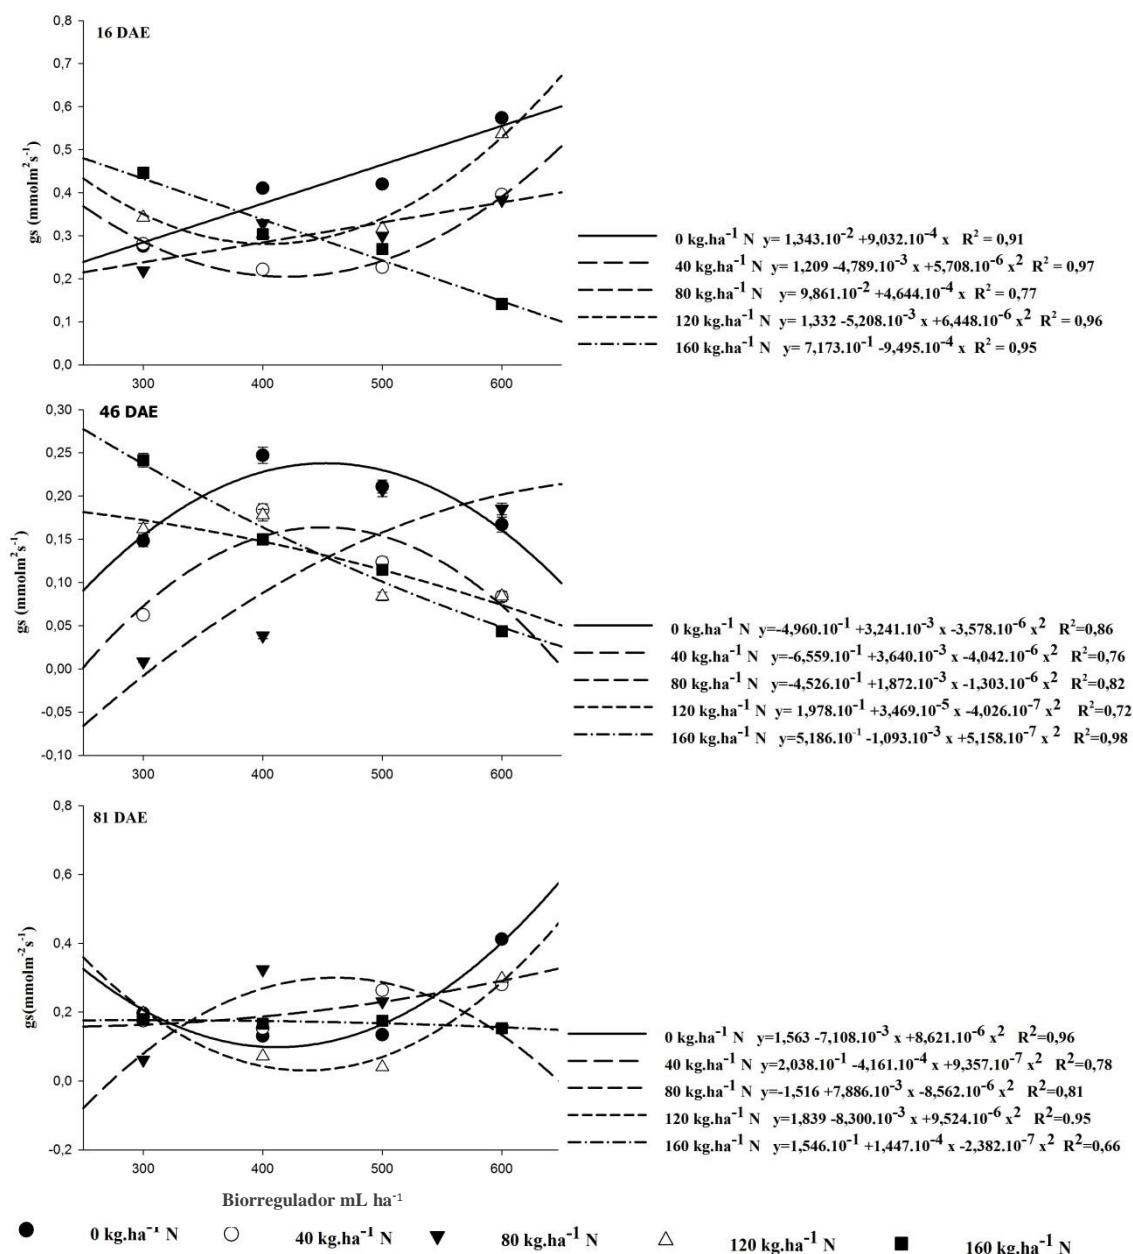 16 DAE
0,8
0,7
0,6
0,5
0,4
0,3
0,2
0,1
0,0
gs (mmolm²s⁻¹)
300 400 500 600
0 kg.ha⁻¹ N y= 1,343.10⁻² +9,032.10⁻⁴ x R² = 0,91
40 kg.ha⁻¹ N y= 1,209 -4,789.10⁻³ x +5,708.10⁻⁶ x² R² = 0,97
80 kg.ha⁻¹ N y= 9,861.10⁻² +4,644.10⁻⁴ x R² = 0,77
120 kg.ha⁻¹ N y= 1,332 -5,208.10⁻³ x +6,448.10⁻⁶ x² R² = 0,96
160 kg.ha⁻¹ N y= 7,173.10⁻¹ -9,495.10⁻⁴ x R² = 0,95
46 DAE
0,30
0,25
0,20
0,15
0,10
0,05
0,00
-0,05
-0,10
gs (mmolm²s⁻¹)
300 400 500 600
0 kg.ha⁻¹ N y=-4,960.10⁻¹ +3,241.10⁻³ x -3,578.10⁻⁶ x² R²=0,86
40 kg.ha⁻¹ N y=-6,559.10⁻¹ +3,640.10⁻³ x -4,042.10⁻⁶ x² R²=0,76
80 kg.ha⁻¹ N y=-4,526.10⁻¹ +1,872.10⁻³ x -1,303.10⁻⁶ x² R²=0,82
120 kg.ha⁻¹ N y= 1,978.10⁻¹ +3,469.10⁻⁵ x -4,026.10⁻⁷ x² R²=0,72
160 kg.ha⁻¹ N y=5,186.10⁻¹ -1,093.10⁻³ x +5,158.10⁻⁷ x² R²=0,98
81 DAE
0,8
0,6
0,4
0,2
0,0
-0,2
gs(mmolm⁻²s⁻¹)
300 400 500 600
0 kg.ha⁻¹ N y=1,563 -7,108.10⁻³ x +8,621.10⁻⁶ x² R²=0,96
40 kg.ha⁻¹ N y=2,038.10⁻¹ -4,161.10⁻⁴ x +9,357.10⁻⁷ x² R²=0,78
80 kg.ha⁻¹ N y=-1,516 +7,886.10⁻³ x -8,562.10⁻⁶ x² R²=0,81
120 kg.ha⁻¹ N y=1,839 -8,300.10⁻³ x +9,524.10⁻⁶ x² R²=0.95
160 kg.ha⁻¹ N y=1,546.10⁻¹ +1,447.10⁻⁴ x -2,382.10⁻⁷ x² R²=0,66
Biorregulador mL ha⁻¹
0 kg.ha⁻¹ N 40 kg.ha⁻¹ N 80 kg.ha⁻¹ N 120 kg.ha⁻¹ N 160 kg.ha⁻¹ N